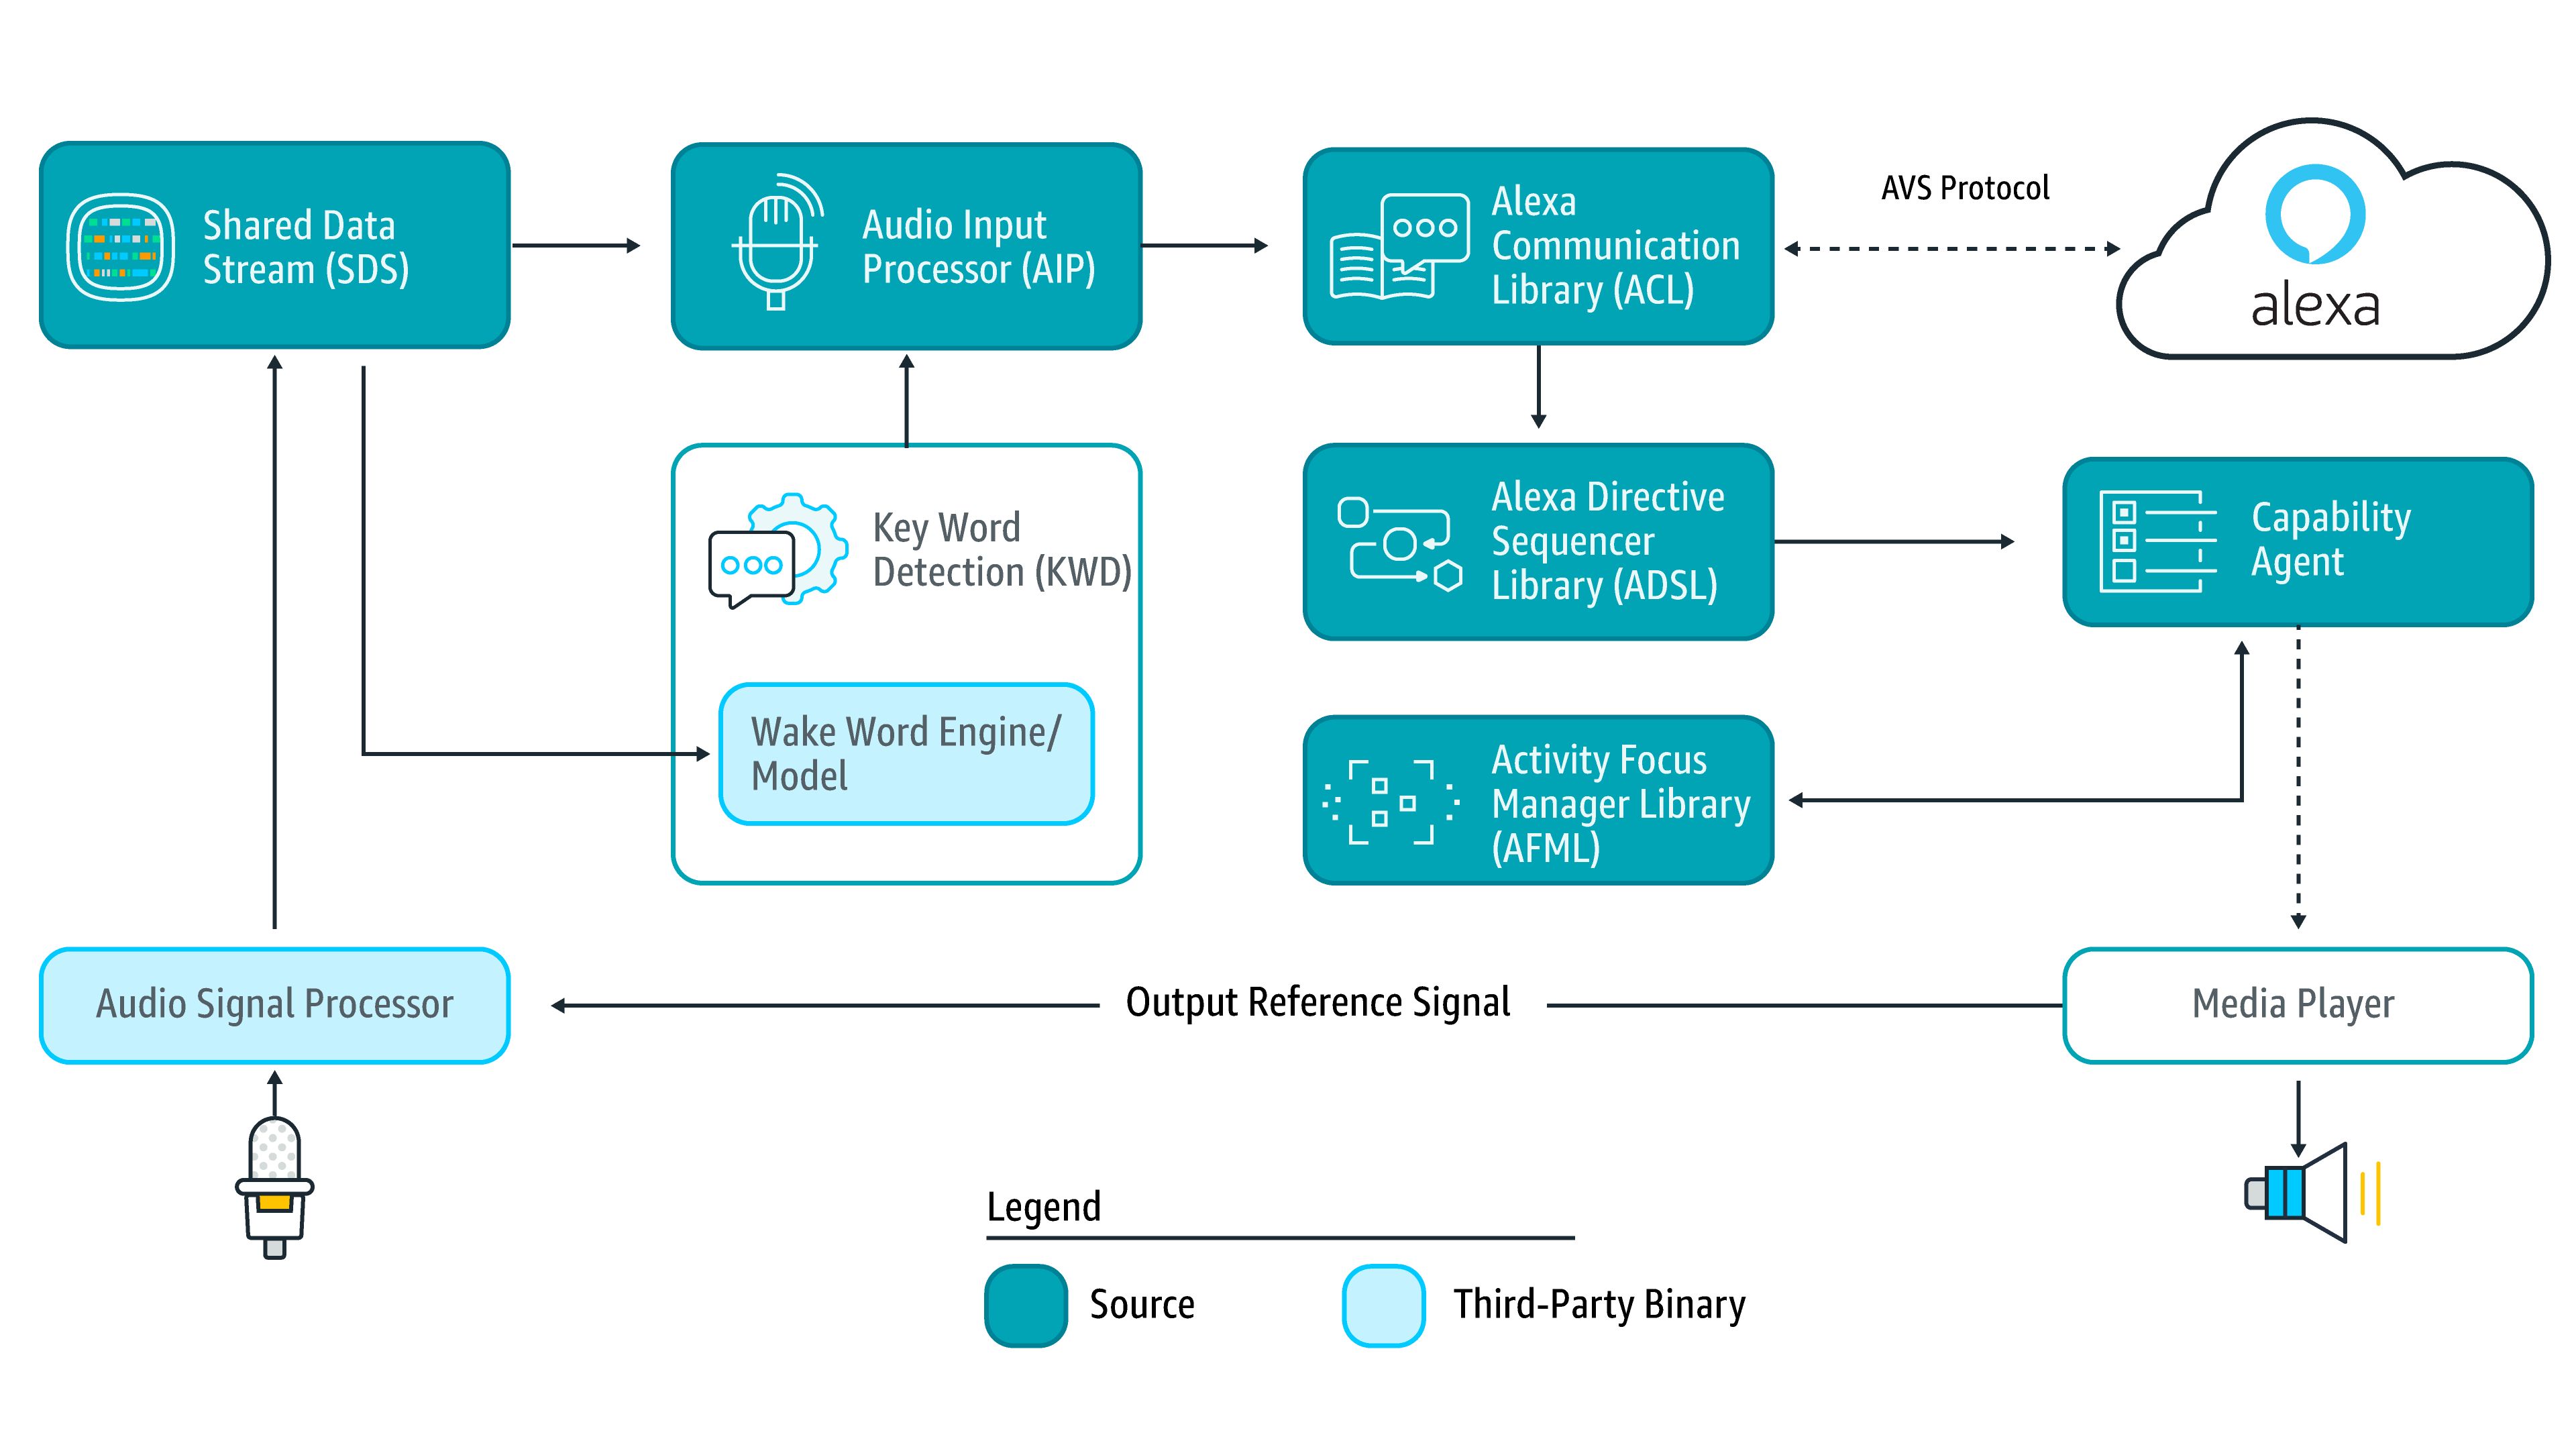 Shared Data
Stream (SDS)
Audio Input
Processor (AIP)
Alexa
Communication
Library (ACL)
AVS Protocol
alexa
Key Word
Detection (KWD)
Wake Word Engine/
Model
Alexa Directive
Sequencer
Library (ADSL)
Capability
Agent
Activity Focus
Manager Library
(AFML)
Audio Signal Processor
Output Reference Signal
Media Player
Legend
Source
Third-Party Binary